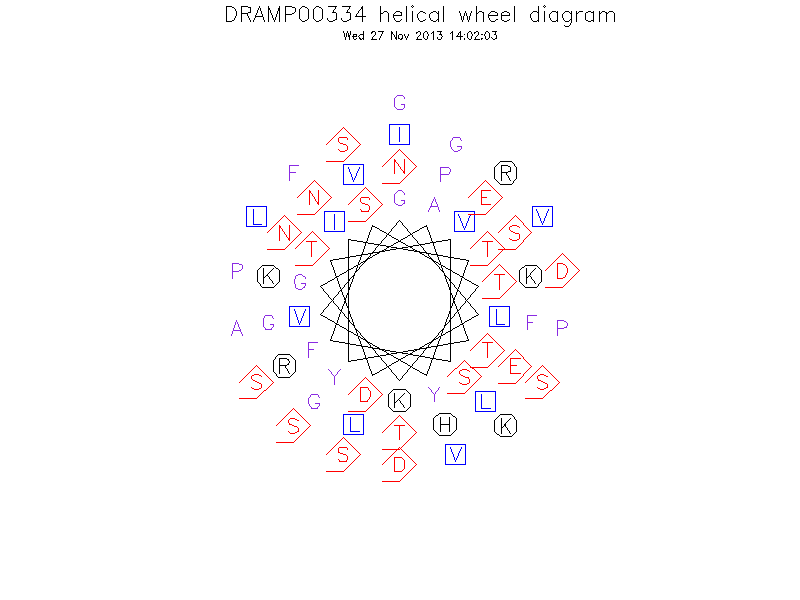 DRAMP00334 helical wheel diagram
Wed 27 Nov 2013 14:02:03
G
I
S G
F V N P R
N S G A E
L I V V
N T T S
P K G T K D
A G V L F P
F T
R E
S Y S S
G D K Y L
S L T H K
S D V